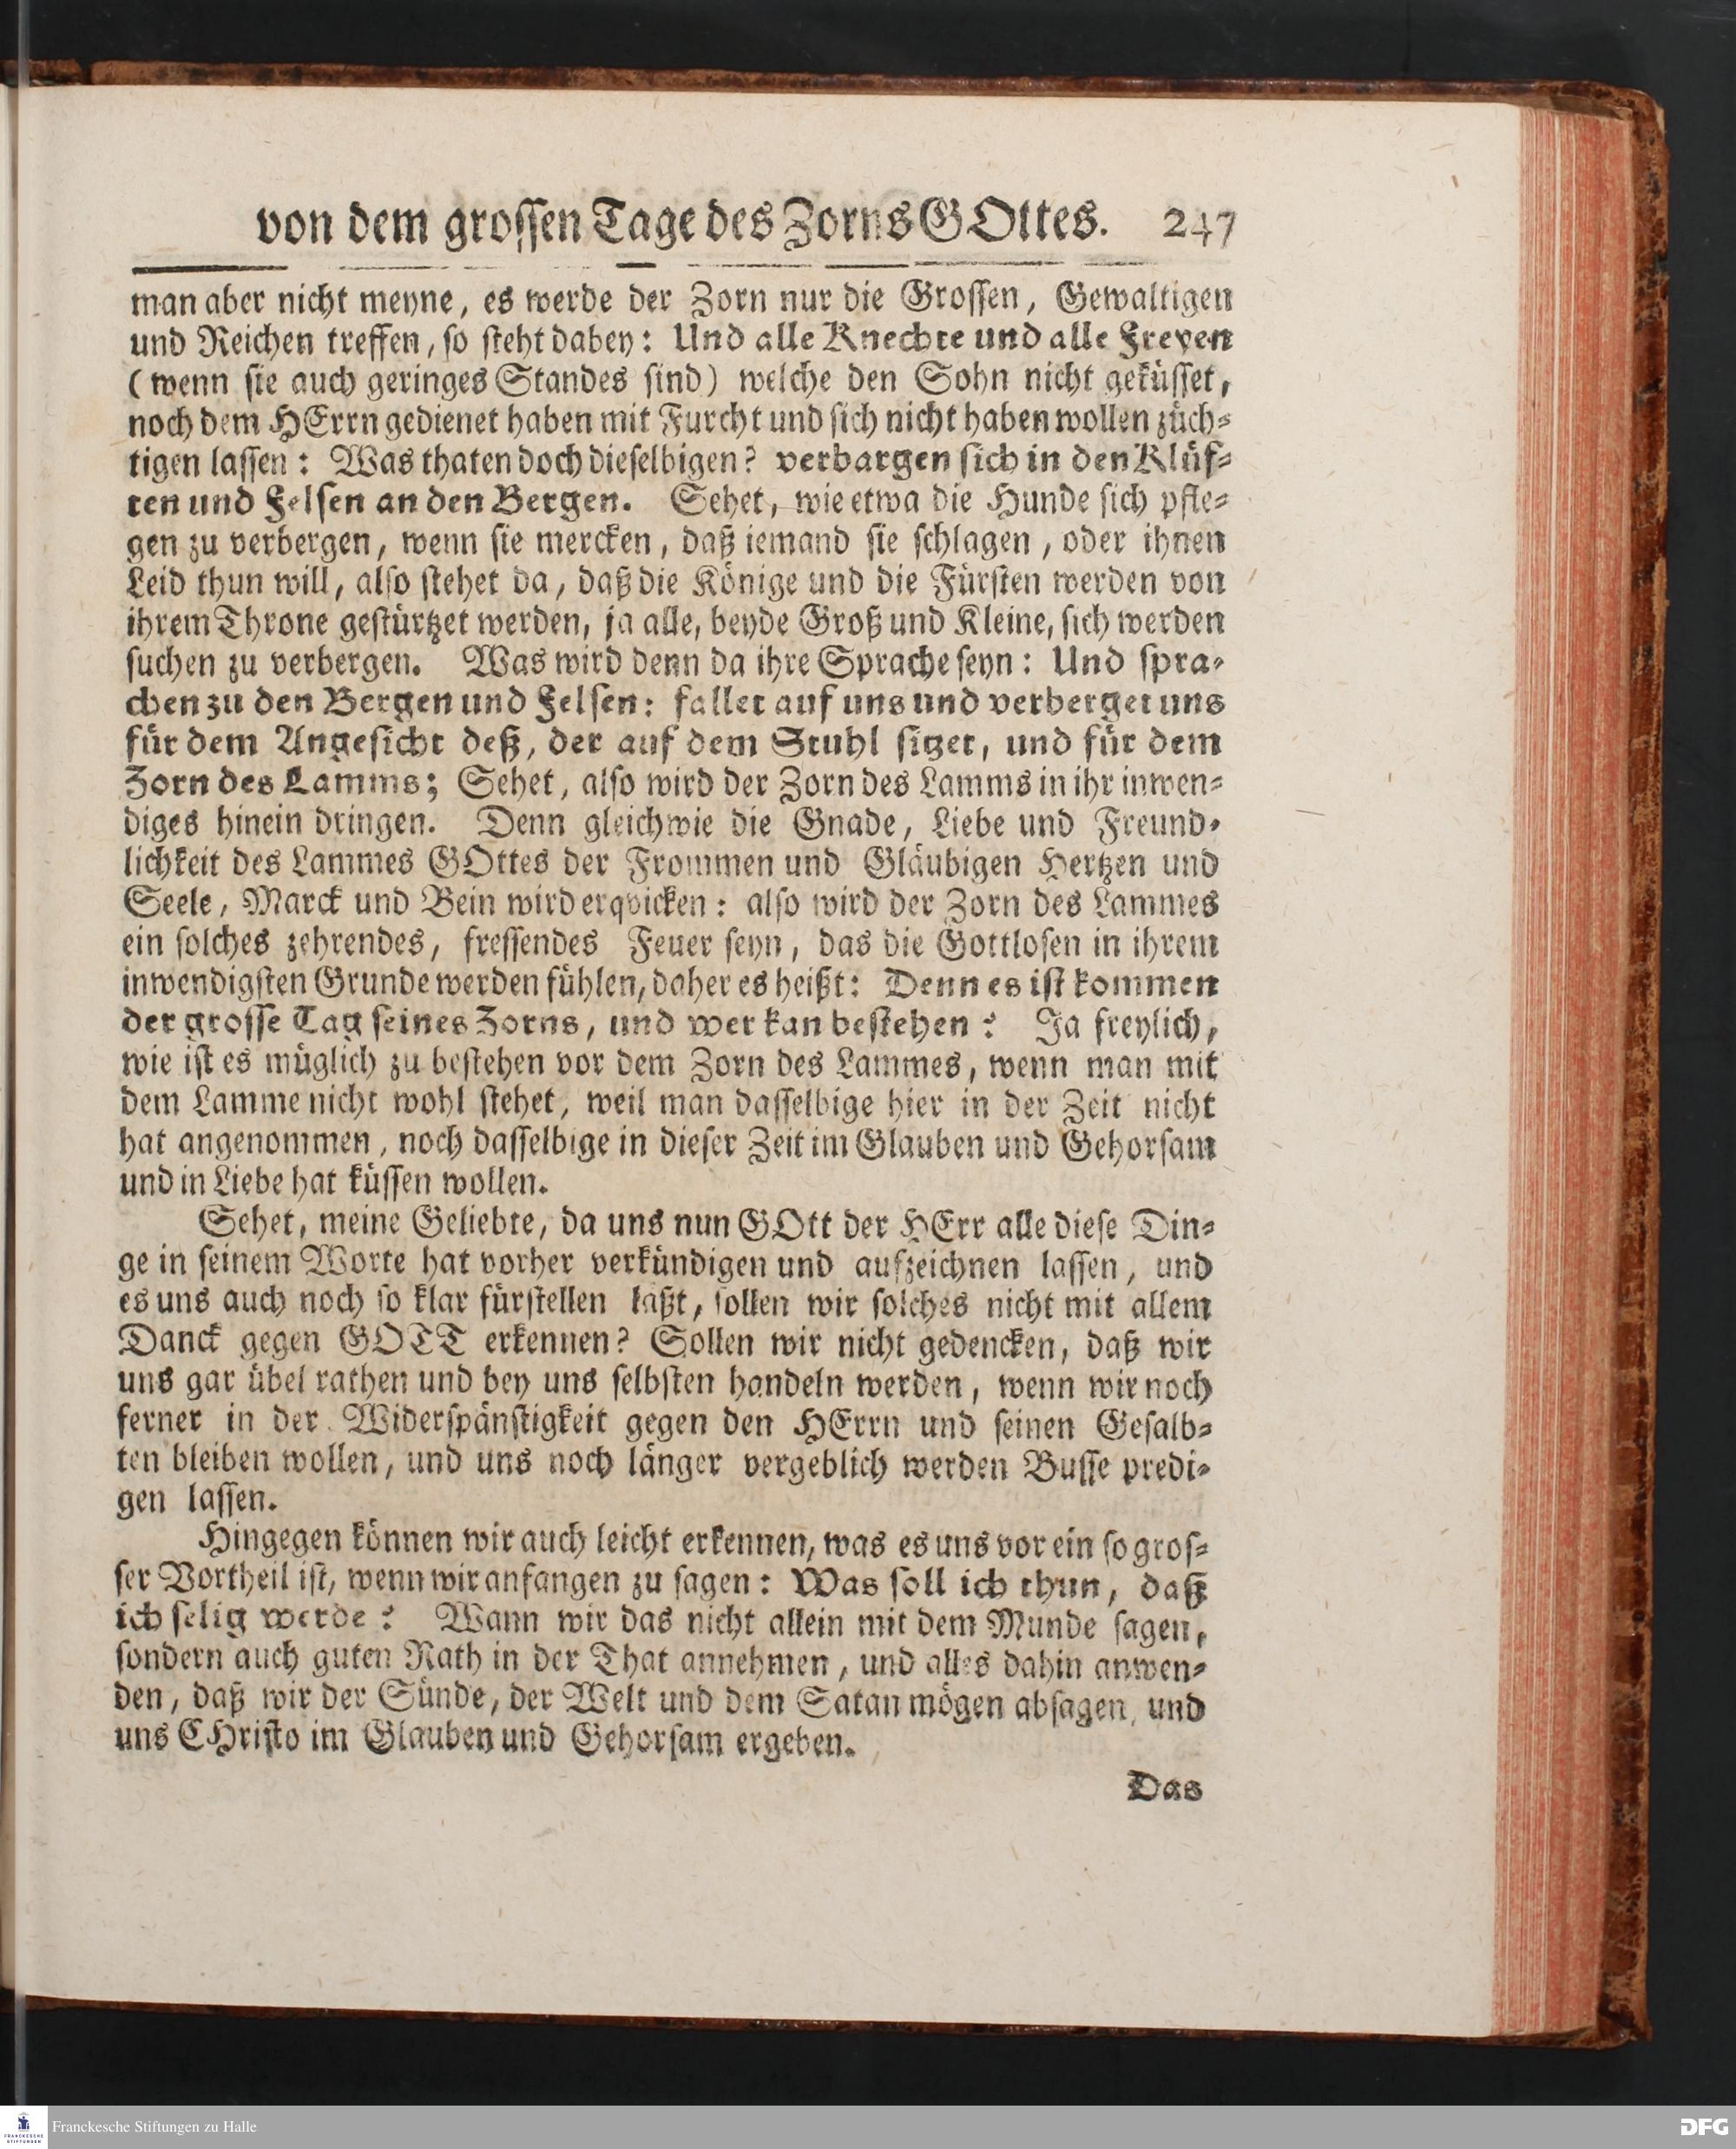 von dem grossen Tage des Zorns GOttes. 247
man aber nicht meyne, es werde der Zorn nur die Grossen, Gewaltigen
und Reichen treffen, so steht dabey: Und alle Knechte und alle Freyen
(wenn sie auch geringes Standes sind) welche den Sohn nicht geküsset,
noch dem HErrn gedienet haben mit Furcht und sich nicht haben wollen züch-
tigen lassen: Was thaten doch dieselbigen? verbargen sich in den Klüf-
ten und Felsen an den Bergen. Sehet, wie etwa die Hunde sich pfle-
gen zu verbergen, wenn sie mercken, daß iemand sie schlagen, oder ihnen
Leid thun will, also stehet da, daß die Könige und die Fürsten werden von
ihrem Throne gestürtzet werden, ja alle, beyde Groß und Kleine, sich werden
suchen zu verbergen. Was wird denn da ihre Sprache seyn: Und spra-
chen zu den Bergen und Felsen: fallet auf uns und verberget uns
für dem Angesicht deß, der auf dem Stuhl sitzet, und für dem
Zorn des Lamms; Sehet, also wird der Zorn des Lamms in ihr inwen-
diges hinein dringen. Denn gleichwie die Gnade, Liebe und Freund-
lichkeit des Lammes GOttes der Frommen und Gläubigen Hertzen und
Seele, Marck und Bein wird erqvicken: also wird der Zorn des Lammes
ein solches zehrendes, fressendes Feuer seyn, das die Gottlosen in ihrem
inwendigsten Grunde werden fühlen, daher es heißt: Denn es ist kommen
der grosse Tag seines Zorns, und wer kan bestehen? Ja freylich,
wie ist es müglich zu bestehen vor dem Zorn des Lammes, wenn man mit
dem Lamme nicht wohl stehet, weil man dasselbige hier in der Zeit nicht
hat angenommen, noch dasselbige in dieser Zeit im Glauben und Gehorsam
und in Liebe hat küssen wollen.
Sehet, meine Geliebte, da uns nun GOtt der HErr alle diese Din-
ge in seinem Worte hat vorher verkündigen und aufzeichnen lassen, und
es uns auch noch so klar fürstellen läßt, sollen wir solches nicht mit allem
Danck gegen GOTT erkennen? Sollen wir nicht gedencken, daß wir
uns gar übel rathen und bey uns selbsten handeln werden, wenn wir noch
ferner in der Widerspänstigkeit gegen den HErrn und seinen Gesalb-
ten bleiben wollen, und uns noch länger vergeblich werden Busse predi-
gen lassen.
Hingegen können wir auch leicht erkennen, was es uns vor ein so gros-
ser Vortheil ist, wenn wir anfangen zu sagen: Was soll ich thun, daß
ich selig werde? Wann wir das nicht allein mit dem Munde sagen,
sondern auch guten Rath in der That annehmen, und alles dahin anwen-
den, daß wir der Sünde, der Welt und dem Satan mögen absagen, und
uns CHristo im Glauben und Gehorsam ergeben.
Das
FRANCKESCHE
STIFTUNGEN
Franckesche Stiftungen zu Halle
DFG